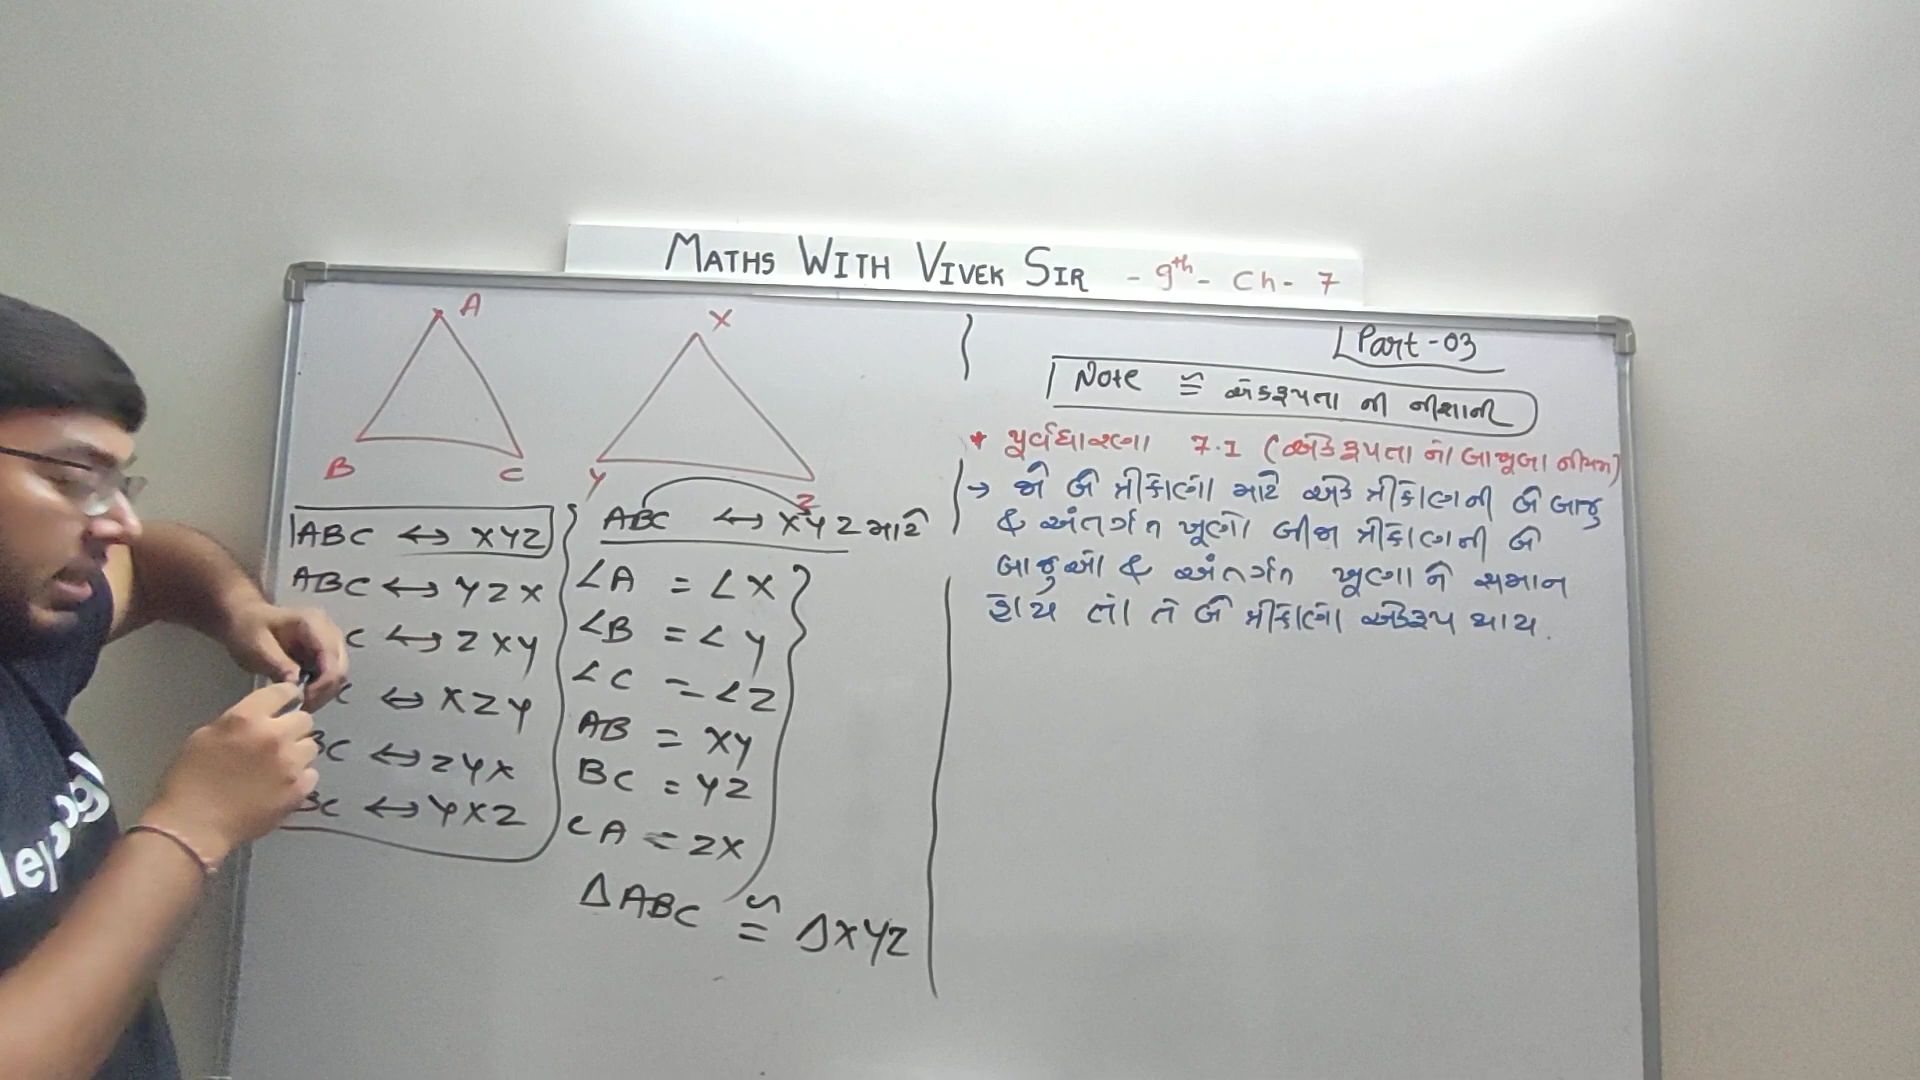 MATHS WITH VIVEK SIR - 9th - Ch - 7
A
B
C
X
Y
Z
ABC ↔ XYZ
ABC ↔ YZX
C ↔ ZXY
C ↔ XZY
BC ↔ ZYX
BC ↔ YXZ
ABC ↔ XYZ માટે
∠A = ∠X
∠B = ∠Y
∠C = ∠Z
AB = XY
BC = YZ
CA = ZX
ΔABC ≅ ΔXYZ
Part - 03
Note ≅ એકરૂપતા ની નીશાની
* પૂર્વધારણા 7.1 (એકરૂપતા નો બાખૂબા નીયમ)
→ જો બે ત્રીકોણો માટે એક ત્રીકોણની બે બાજુ
& અંતર્ગત ખૂણો બીજા ત્રીકોણની બે
બાજુઓ & અંતર્ગત ખૂણાને સમાન
હોય તો તે બે ત્રીકોણો એકરૂપ થાય.